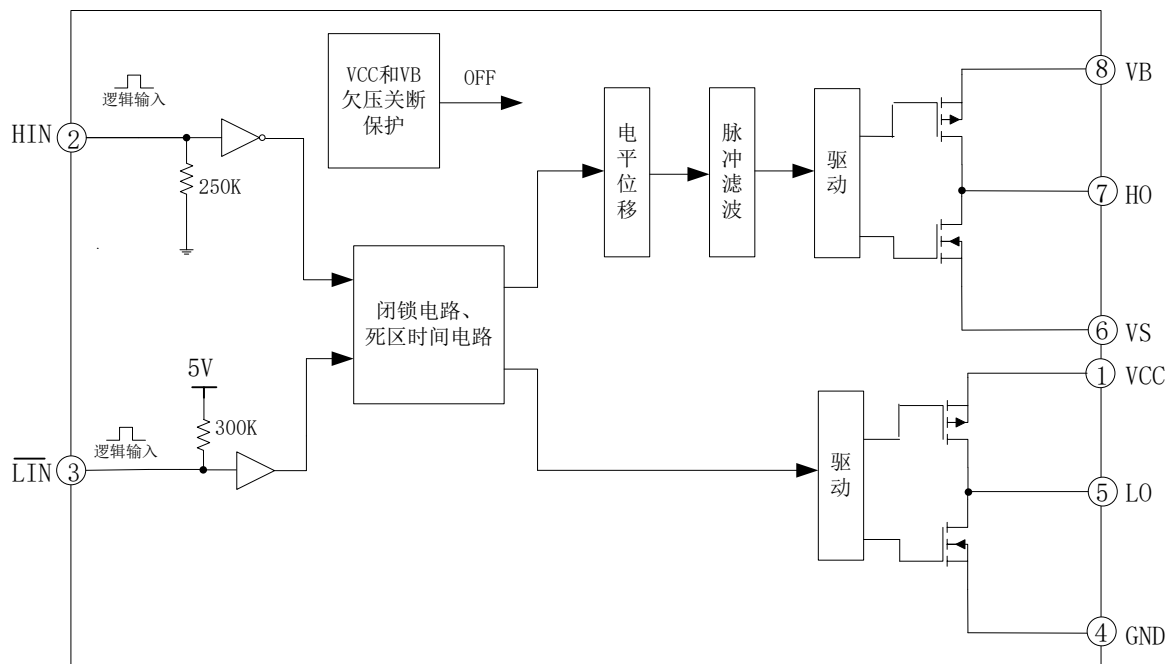 VCC和VB
欠压关断
保护
OFF
逻辑输入
HIN
2
250K
电平位移
脉冲滤波
驱动
8
VB
7
HO
6
VS
闭锁电路、
死区时间电路
5V
300K
逻辑输入
LIN
3
驱动
1
VCC
5
LO
4
GND